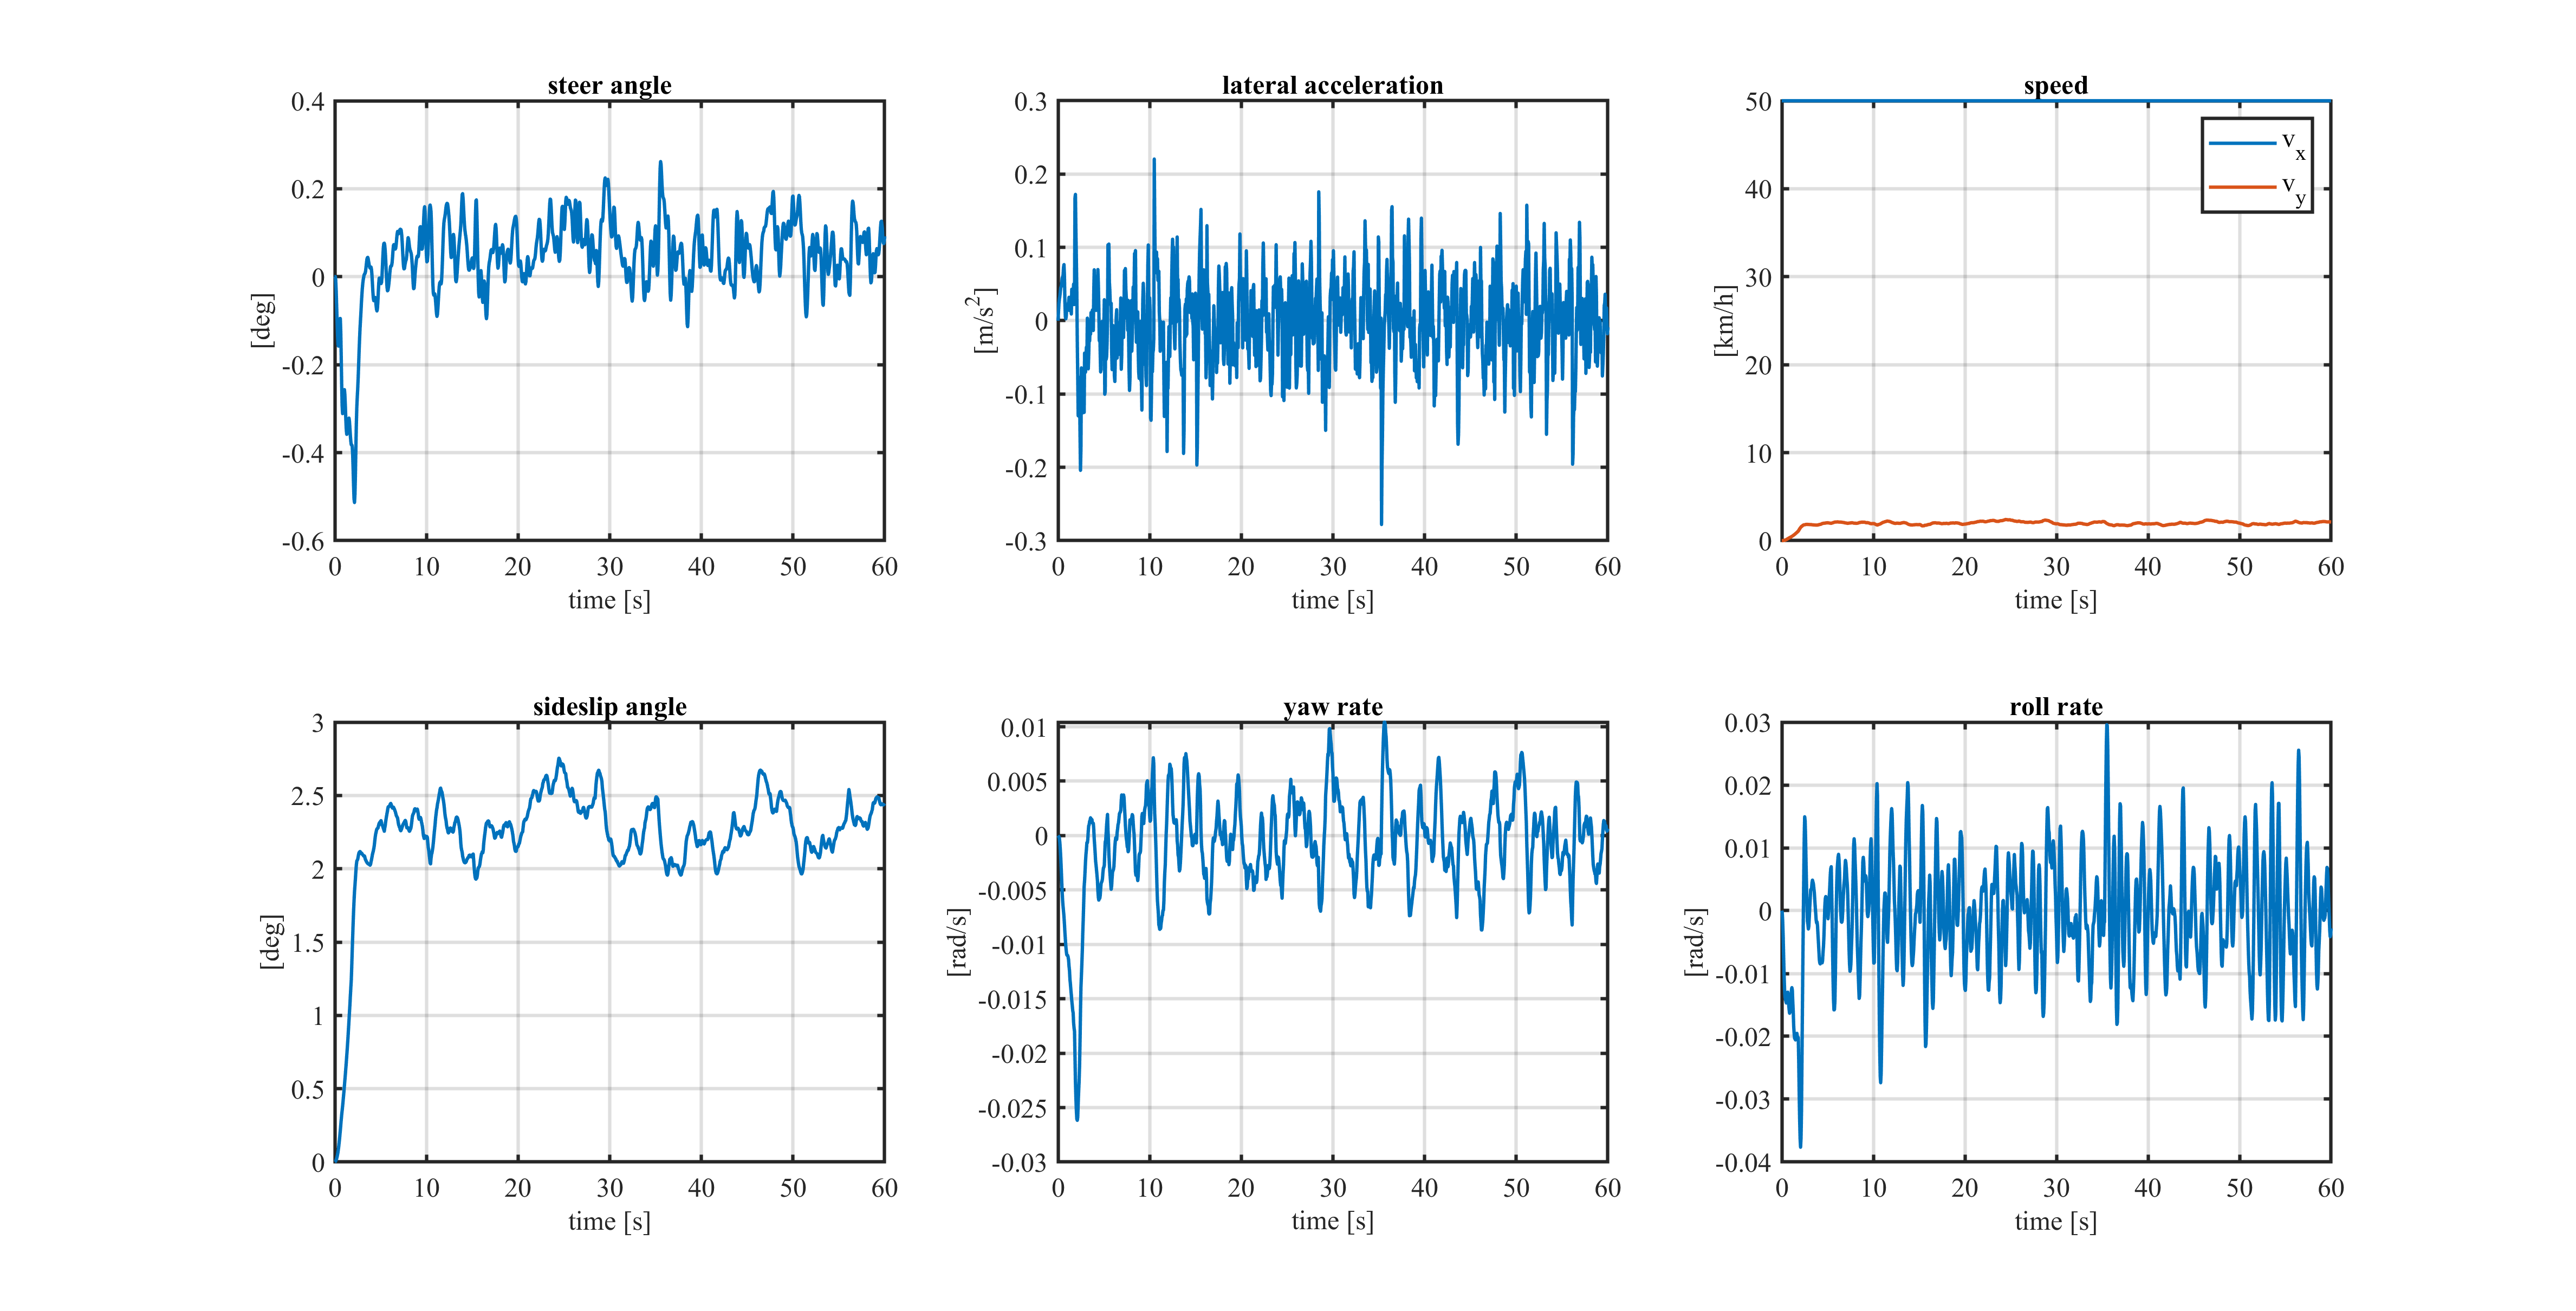 steer angle
0.4
0.2
0
-0.2
-0.4
-0.6
[deg]
0 10 20 30 40 50 60
time [s]
lateral acceleration
0.3
0.2
0.1
0
-0.1
-0.2
-0.3
[m/s²]
0 10 20 30 40 50 60
time [s]
speed
50
40
30
20
10
0
[km/h]
v_x
v_y
0 10 20 30 40 50 60
time [s]
sideslip angle
3
2.5
2
1.5
1
0.5
0
[deg]
0 10 20 30 40 50 60
time [s]
yaw rate
0.01
0.005
0
-0.005
-0.01
-0.015
-0.02
-0.025
-0.03
[rad/s]
0 10 20 30 40 50 60
time [s]
roll rate
0.03
0.02
0.01
0
-0.01
-0.02
-0.03
-0.04
[rad/s]
0 10 20 30 40 50 60
time [s]